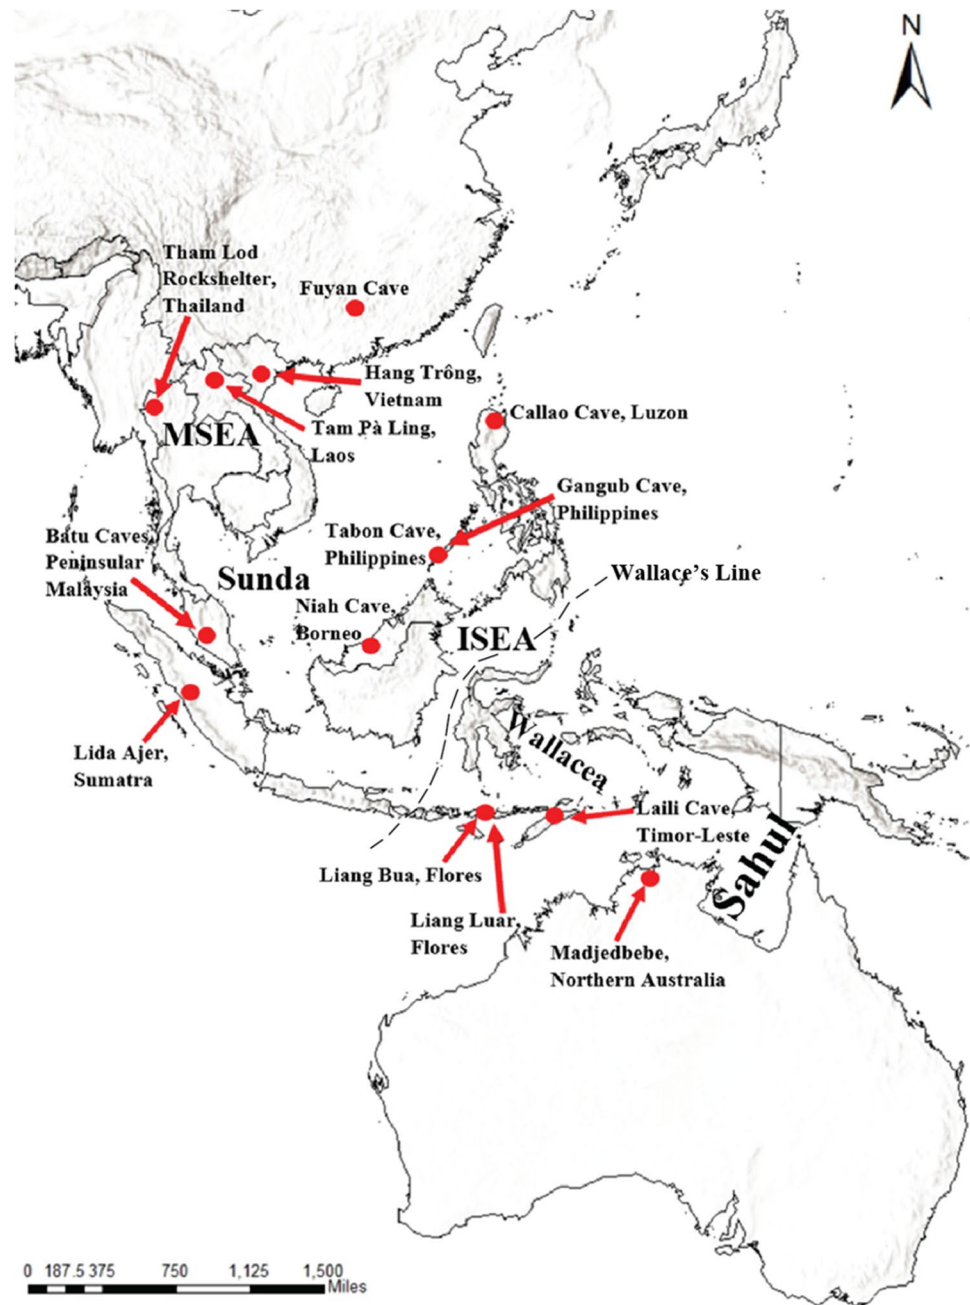 N
Tham Lod
Rockshelter,
Thailand
Fuyan Cave
Hang Trông,
Vietnam
Callao Cave, Luzon
MSEA
Tam Pà Ling,
Laos
Gangub Cave,
Philippines
Tabon Cave,
Philippines
Batu Caves,
Peninsular
Malaysia
Sunda
Wallace's Line
Niah Cave,
Borneo
ISEA
Wallacea
Lida Ajer,
Sumatra
Laili Cave,
Timor-Leste
Sahul
Liang Bua, Flores
Liang Luar,
Flores
Madjedbebe,
Northern Australia
0 187.5 375 750 1,125 1,500
Miles